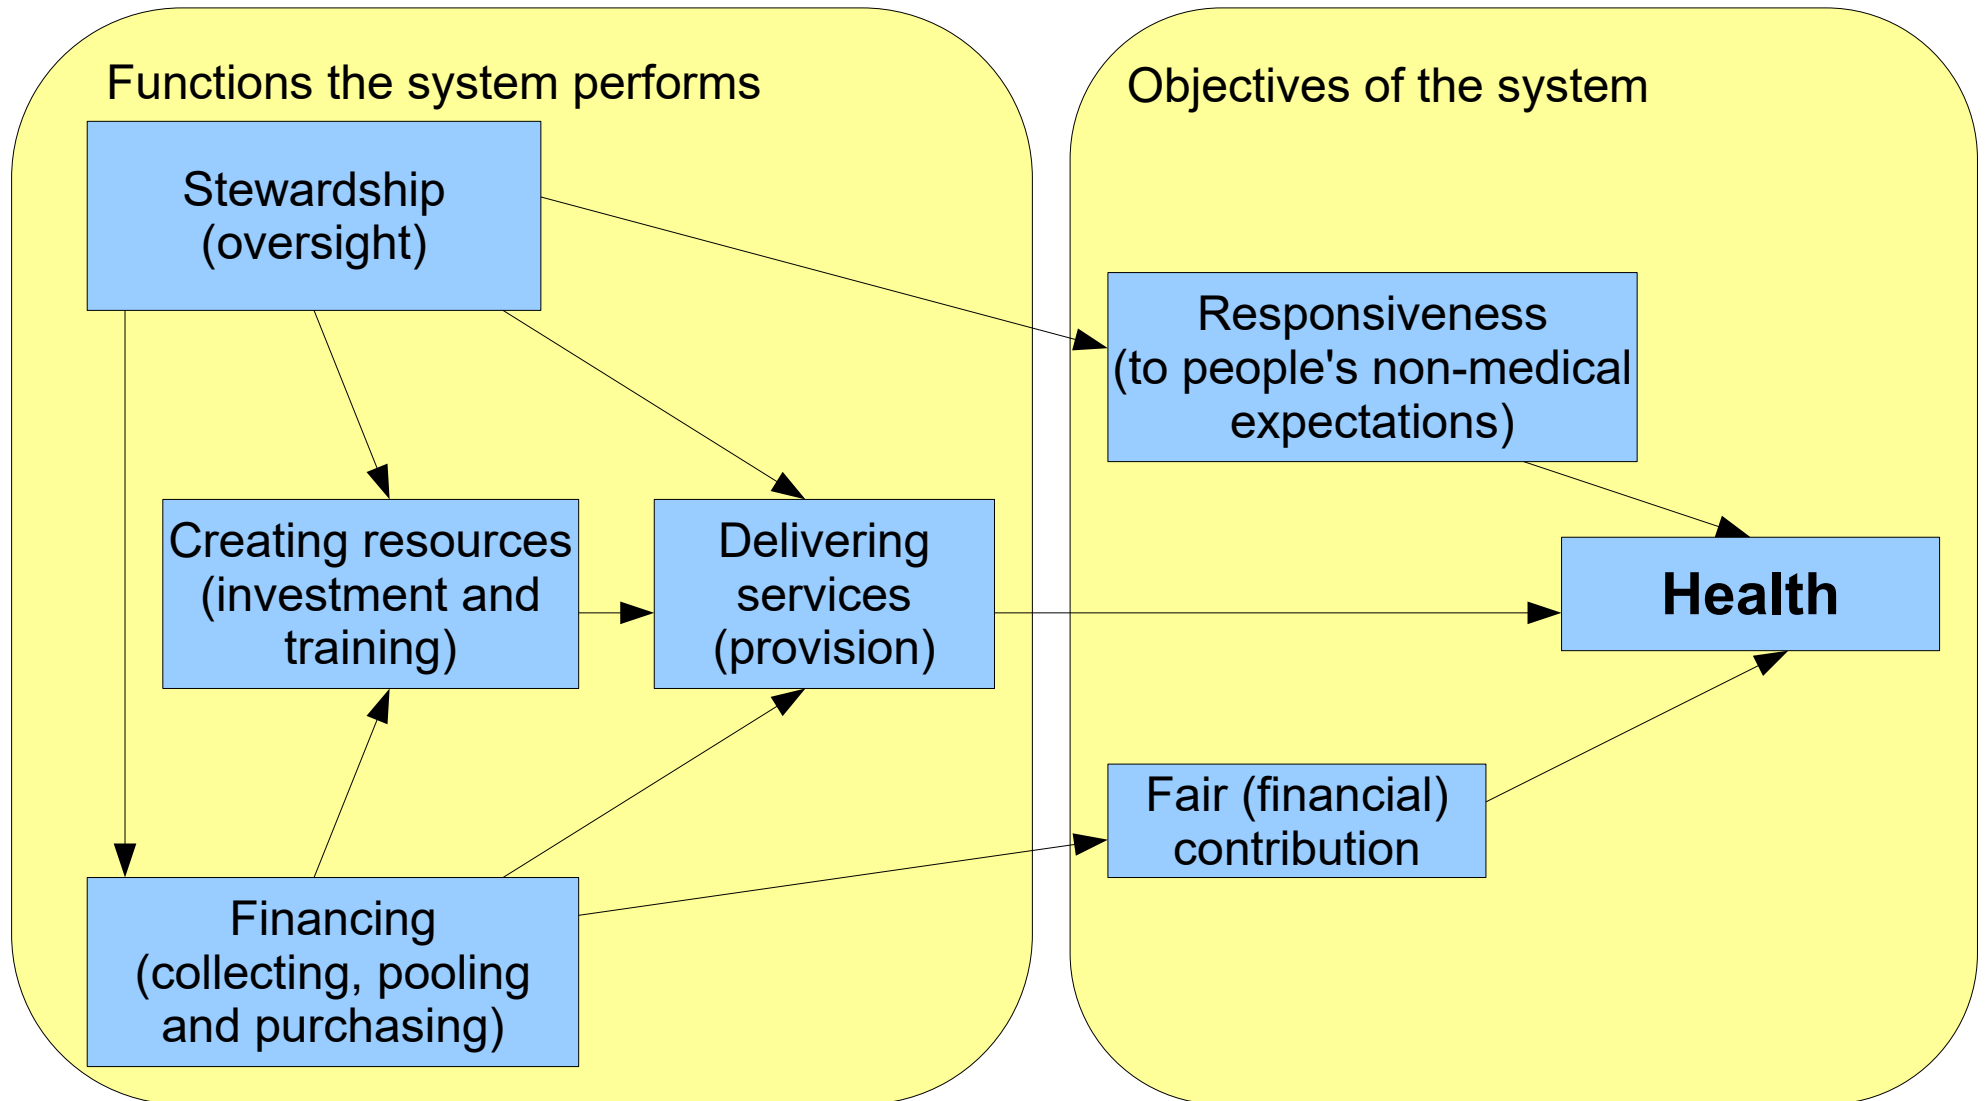 Functions the system performs
Stewardship
(oversight)
Creating resources
(investment and
training)
Delivering
services
(provision)
Financing
(collecting, pooling
and purchasing)
Objectives of the system
Responsiveness
(to people's non-medical
expectations)
Health
Fair (financial)
contribution